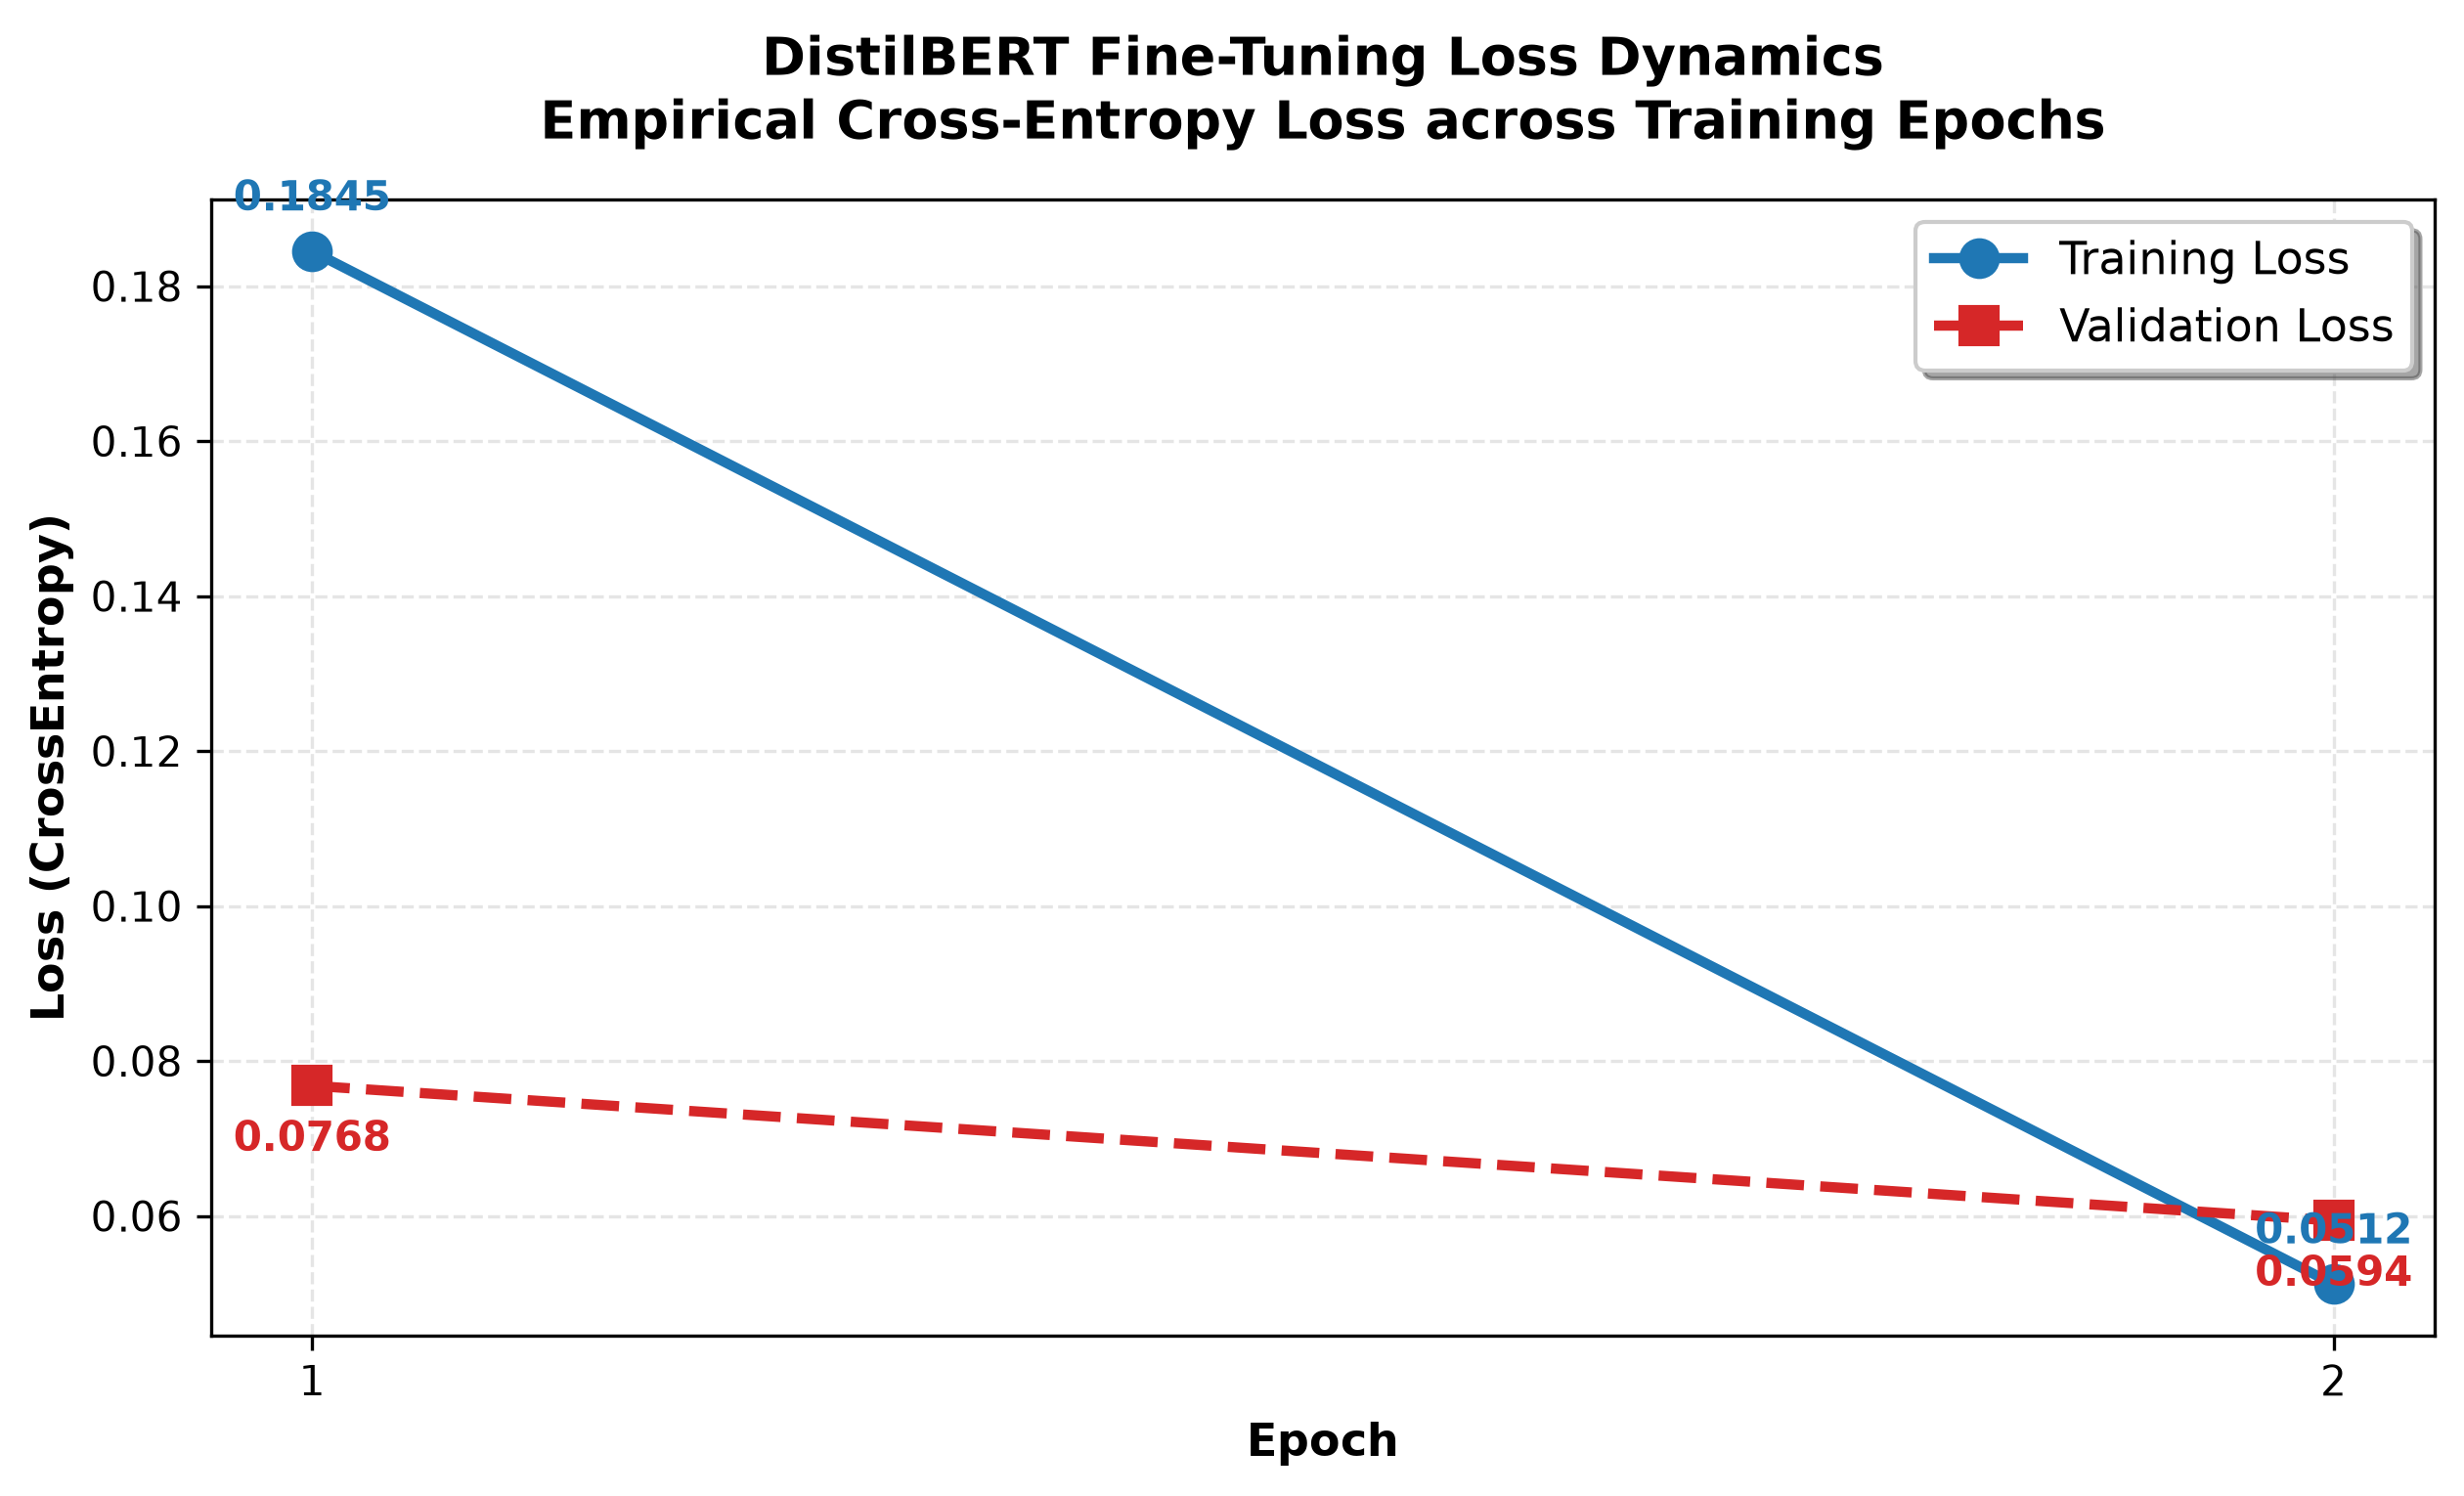 DistilBERT Fine-Tuning Loss Dynamics
Empirical Cross-Entropy Loss across Training Epochs
0.1845
Training Loss
Validation Loss
0.18
0.16
0.14
0.12
0.10
0.08
0.06
Loss (CrossEntropy)
0.0768
0.0512
0.0594
1
2
Epoch